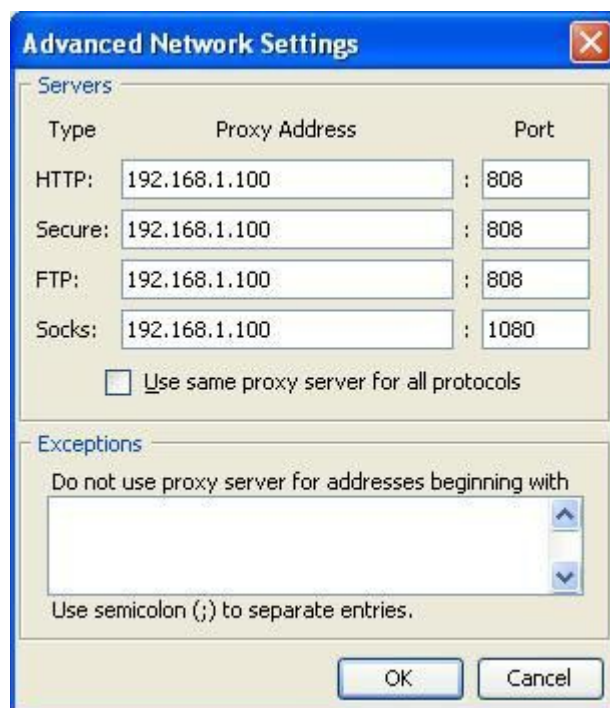 Advanced Network Settings
Servers
Type Proxy Address Port
HTTP: 192.168.1.100 : 808
Secure: 192.168.1.100 : 808
FTP: 192.168.1.100 : 808
Socks: 192.168.1.100 : 1080
Use same proxy server for all protocols
Exceptions
Do not use proxy server for addresses beginning with
Use semicolon (;) to separate entries.
OK Cancel